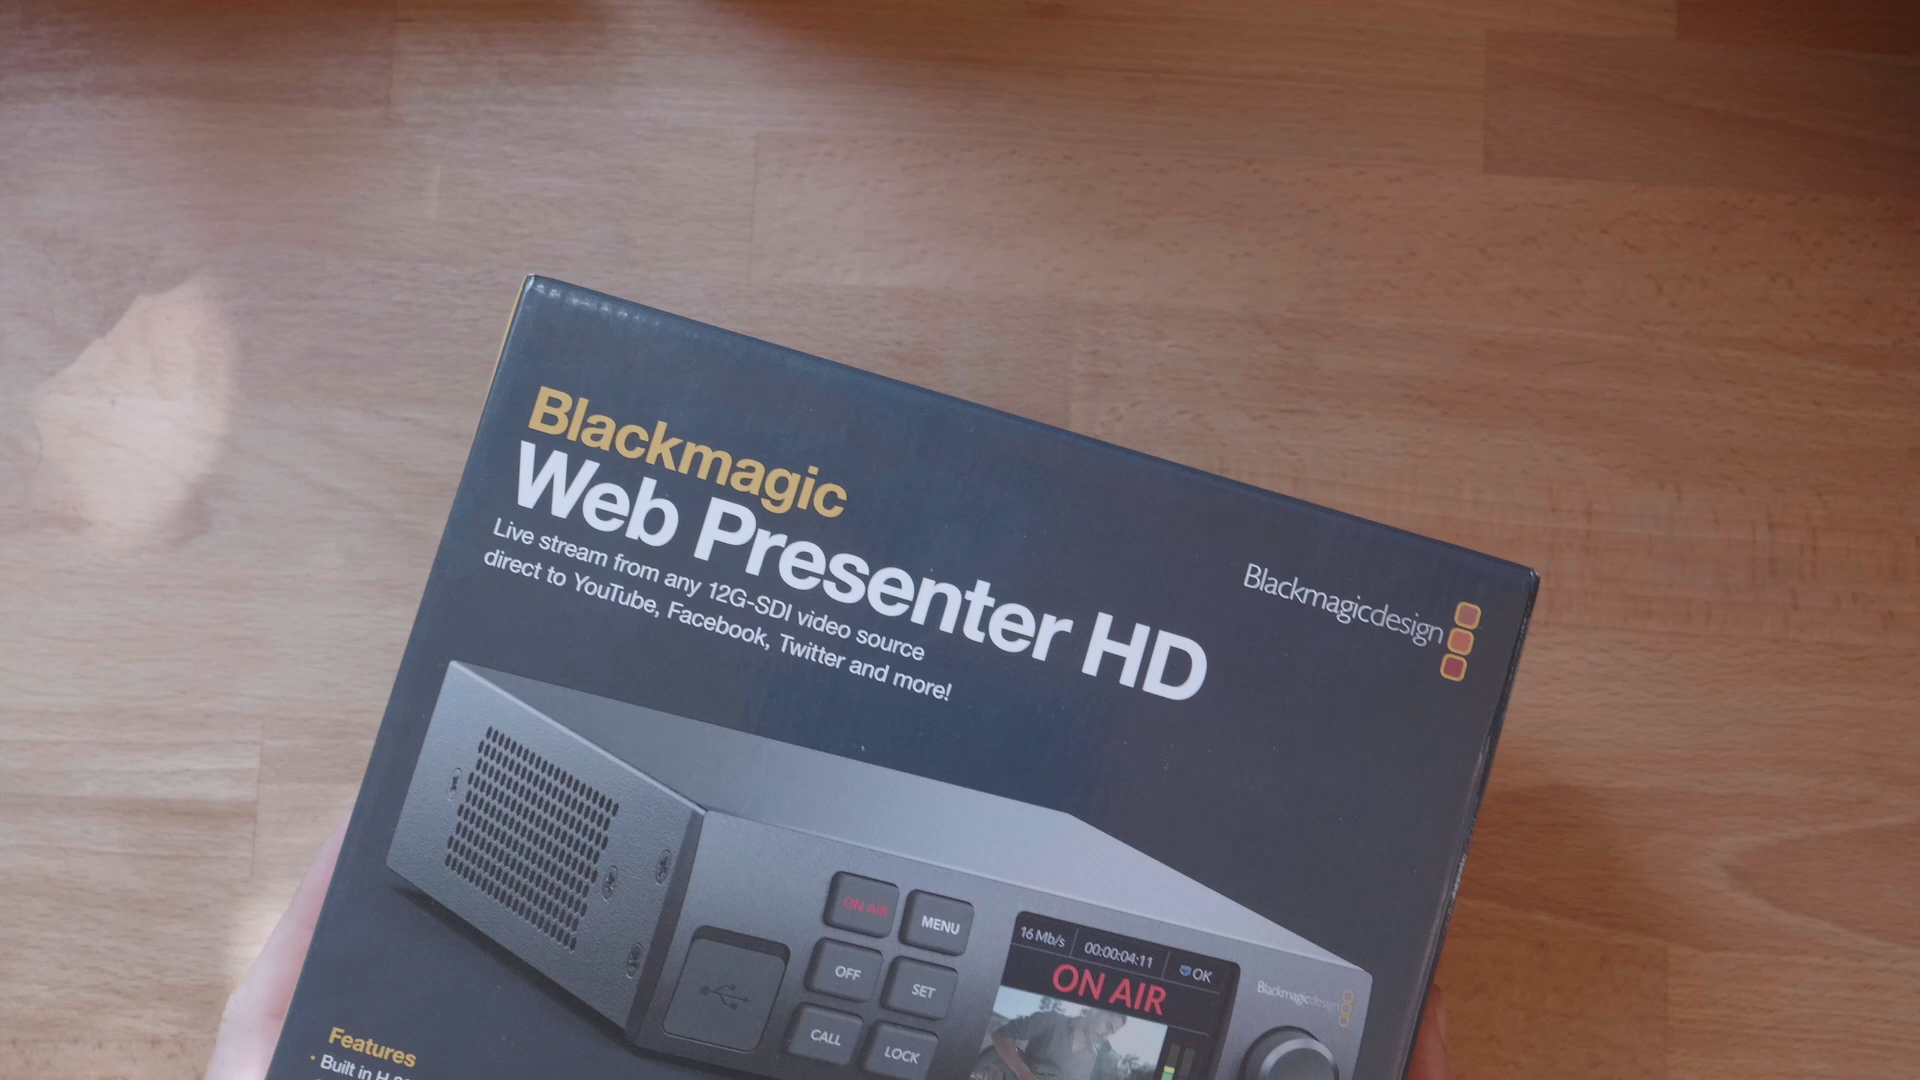 Blackmagic
Web Presenter HD
Live stream from any 12G-SDI video source
direct to YouTube, Facebook, Twitter and more!
Blackmagicdesign
ON AIR
MENU
OFF
SET
CALL
LOCK
16 Mb/s
00:00:04:11
OK
ON AIR
Blackmagicdesign
Features
Built in